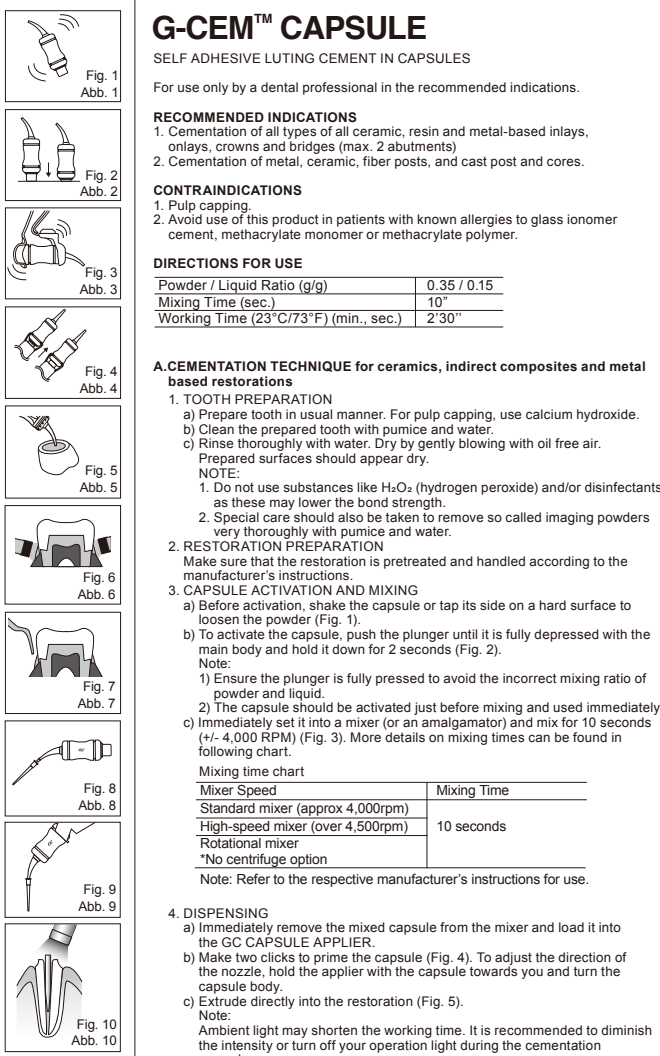 Fig. 1
Abb. 1
Fig. 2
Abb. 2
Fig. 3
Abb. 3
Fig. 4
Abb. 4
Fig. 5
Abb. 5
Fig. 6
Abb. 6
Fig. 7
Abb. 7
Fig. 8
Abb. 8
Fig. 9
Abb. 9
Fig. 10
Abb. 10
G-CEM™ CAPSULE
SELF ADHESIVE LUTING CEMENT IN CAPSULES
For use only by a dental professional in the recommended indications.
RECOMMENDED INDICATIONS
1. Cementation of all types of all ceramic, resin and metal-based inlays,
onlays, crowns and bridges (max. 2 abutments)
2. Cementation of metal, ceramic, fiber posts, and cast post and cores.
CONTRAINDICATIONS
1. Pulp capping.
2. Avoid use of this product in patients with known allergies to glass ionomer
cement, methacrylate monomer or methacrylate polymer.
DIRECTIONS FOR USE
Powder / Liquid Ratio (g/g) 0.35 / 0.15
Mixing Time (sec.) 10”
Working Time (23°C/73°F) (min., sec.) 2’30’’
A.CEMENTATION TECHNIQUE for ceramics, indirect composites and metal
based restorations
1. TOOTH PREPARATION
a) Prepare tooth in usual manner. For pulp capping, use calcium hydroxide.
b) Clean the prepared tooth with pumice and water.
c) Rinse thoroughly with water. Dry by gently blowing with oil free air.
Prepared surfaces should appear dry.
NOTE:
1. Do not use substances like H₂O₂ (hydrogen peroxide) and/or disinfectants
as these may lower the bond strength.
2. Special care should also be taken to remove so called imaging powders
very thoroughly with pumice and water.
2. RESTORATION PREPARATION
Make sure that the restoration is pretreated and handled according to the
manufacturer’s instructions.
3. CAPSULE ACTIVATION AND MIXING
a) Before activation, shake the capsule or tap its side on a hard surface to
loosen the powder (Fig. 1).
b) To activate the capsule, push the plunger until it is fully depressed with the
main body and hold it down for 2 seconds (Fig. 2).
Note:
1) Ensure the plunger is fully pressed to avoid the incorrect mixing ratio of
powder and liquid.
2) The capsule should be activated just before mixing and used immediately
c) Immediately set it into a mixer (or an amalgamator) and mix for 10 seconds
(+/- 4,000 RPM) (Fig. 3). More details on mixing times can be found in
following chart.
Mixing time chart
Mixer Speed Mixing Time
Standard mixer (approx 4,000rpm)
High-speed mixer (over 4,500rpm) 10 seconds
Rotational mixer
*No centrifuge option
Note: Refer to the respective manufacturer’s instructions for use.
4. DISPENSING
a) Immediately remove the mixed capsule from the mixer and load it into
the GC CAPSULE APPLIER.
b) Make two clicks to prime the capsule (Fig. 4). To adjust the direction of
the nozzle, hold the applier with the capsule towards you and turn the
capsule body.
c) Extrude directly into the restoration (Fig. 5).
Note:
Ambient light may shorten the working time. It is recommended to diminish
the intensity or turn off your operation light during the cementation